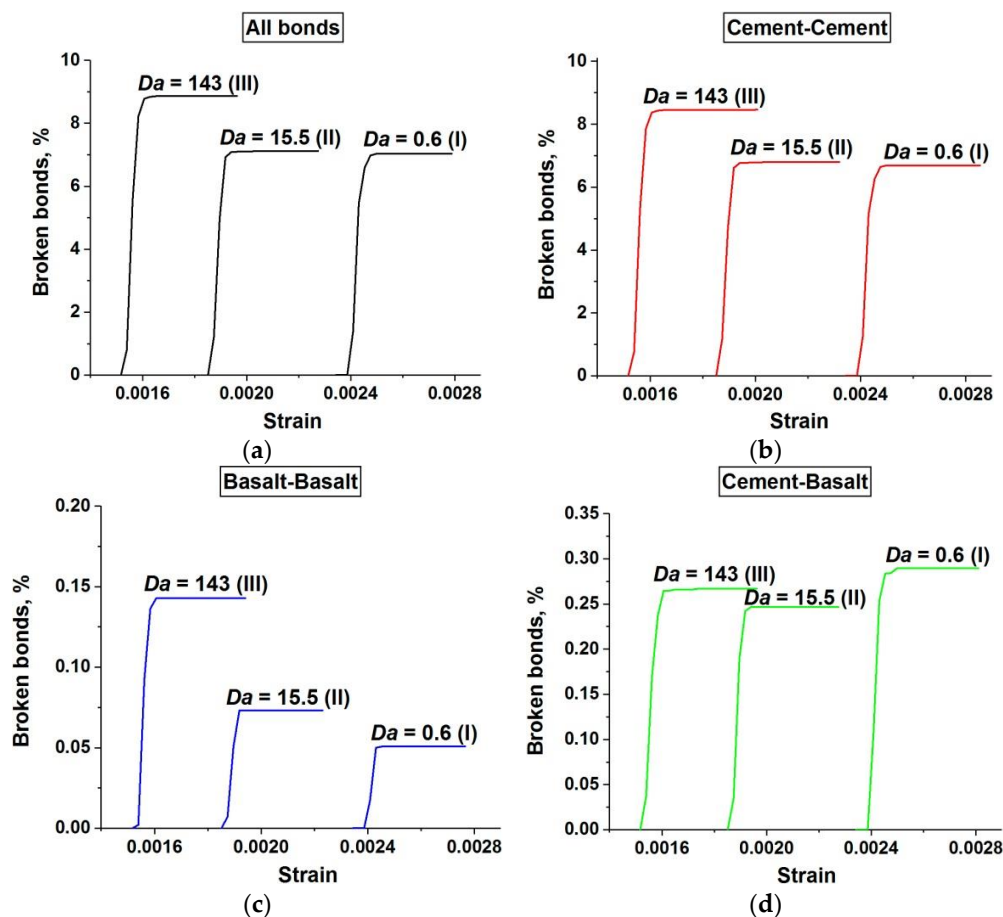 All bonds
Da = 143 (III)
Da = 15.5 (II)
Da = 0.6 (I)
Broken bonds, %
10
8
6
4
2
0
0.0016 0.0020 0.0024 0.0028
Strain
(a)
Cement-Cement
Da = 143 (III)
Da = 15.5 (II)
Da = 0.6 (I)
Broken bonds, %
10
8
6
4
2
0
0.0016 0.0020 0.0024 0.0028
Strain
(b)
Basalt-Basalt
Da = 143 (III)
Da = 15.5 (II)
Da = 0.6 (I)
Broken bonds, %
0.20
0.15
0.10
0.05
0.00
0.0016 0.0020 0.0024 0.0028
Strain
(c)
Cement-Basalt
Da = 0.6 (I)
Da = 143 (III)
Da = 15.5 (II)
Broken bonds, %
0.35
0.30
0.25
0.20
0.15
0.10
0.05
0.00
0.0016 0.0020 0.0024 0.0028
Strain
(d)